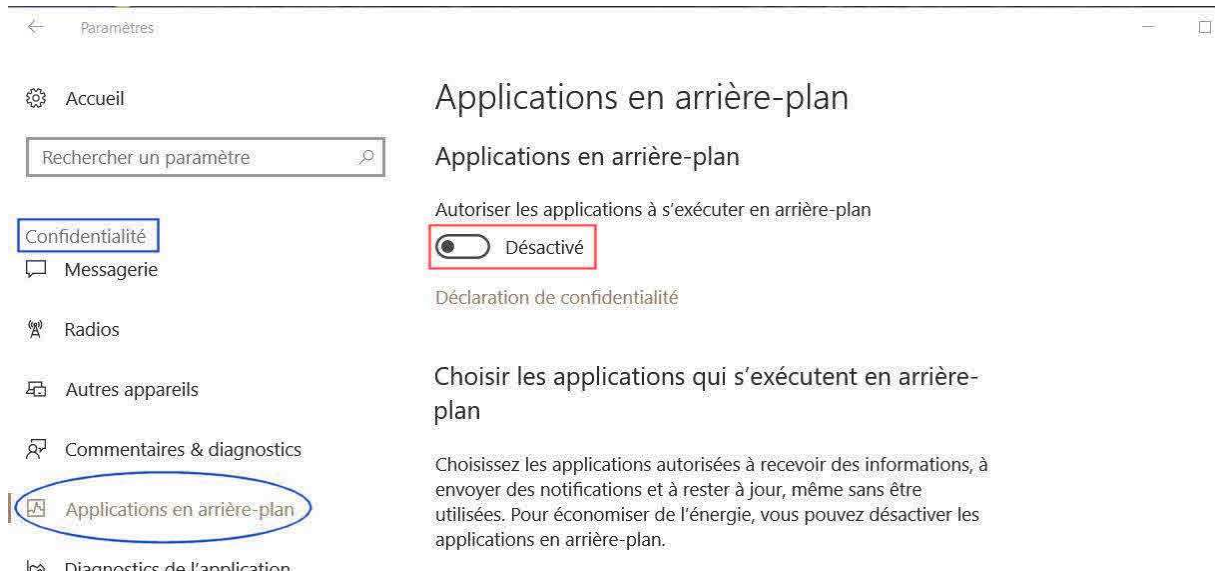 Paramètres
Accueil
Rechercher un paramètre
Confidentialité
Messagerie
Radios
Autres appareils
Commentaires & diagnostics
Applications en arrière-plan
Diagnostics de l'application
Applications en arrière-plan
Applications en arrière-plan
Autoriser les applications à s'exécuter en arrière-plan
Désactivé
Déclaration de confidentialité
Choisir les applications qui s'exécutent en arrière-
plan
Choisissez les applications autorisées à recevoir des informations, à
envoyer des notifications et à rester à jour, même sans être
utilisées. Pour économiser de l'énergie, vous pouvez désactiver les
applications en arrière-plan.